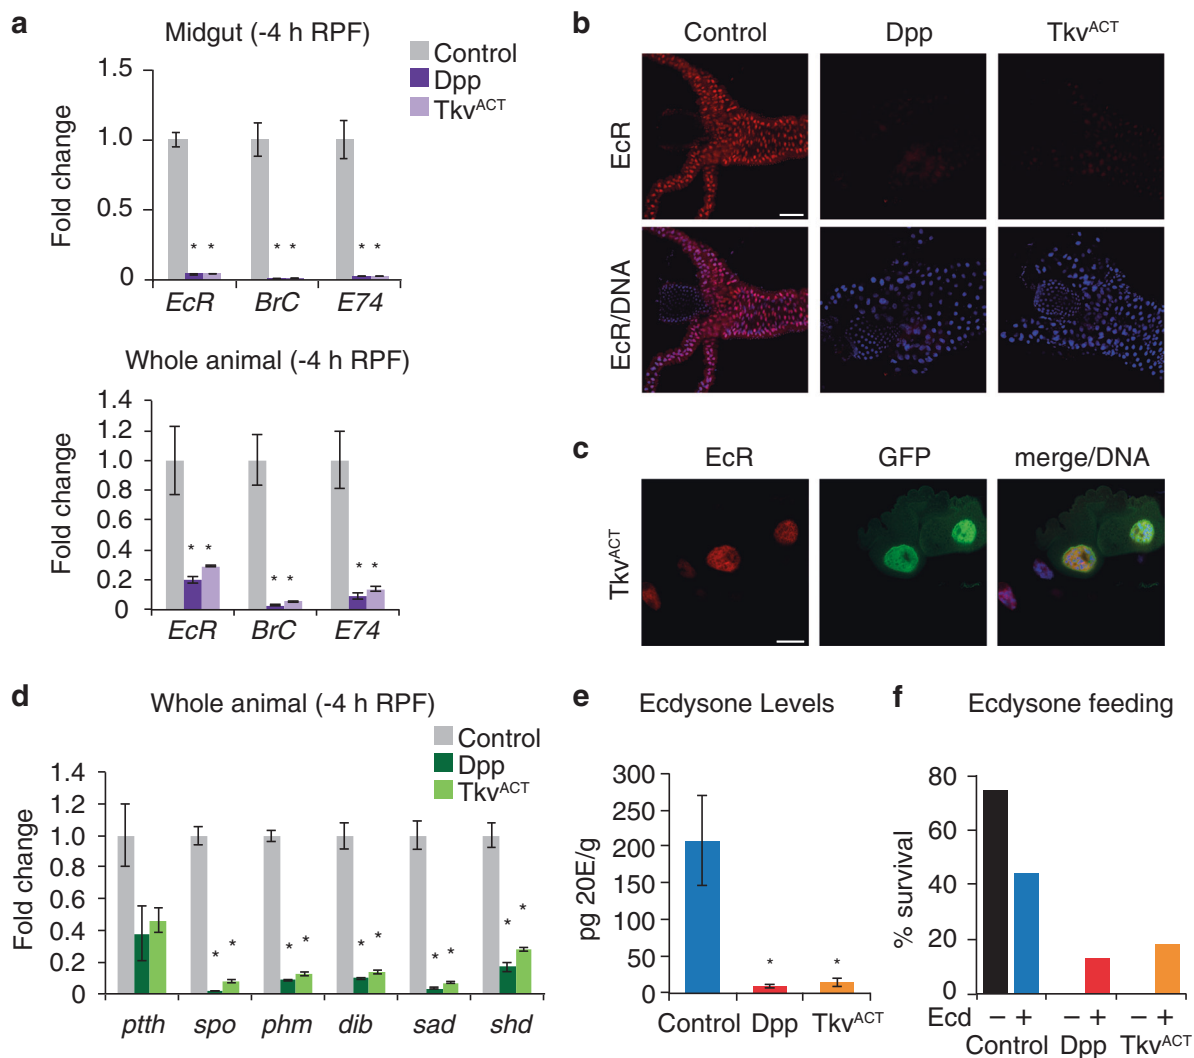 a
Midgut (-4 h RPF)
Control
Dpp
Tkv^ACT
Fold change
1.5
1.0
0.5
0
* * * * * *
EcR BrC E74
Whole animal (-4 h RPF)
Fold change
1.4
1.2
1.0
0.8
0.6
0.4
0.2
0
* * * * * *
EcR BrC E74
b
Control Dpp Tkv^ACT
EcR
EcR/DNA
c
EcR GFP merge/DNA
Tkv^ACT
d
Whole animal (-4 h RPF)
Control
Dpp
Tkv^ACT
Fold change
1.4
1.2
1.0
0.8
0.6
0.4
0.2
0
* * * * * * * * * *
ptth spo phm dib sad shd
e
Ecdysone Levels
pg 20E/g
300
250
200
150
100
50
0
* *
Control Dpp Tkv^ACT
f
Ecdysone feeding
% survival
80
60
40
20
0
Ecd − + − + − +
Control Dpp Tkv^ACT